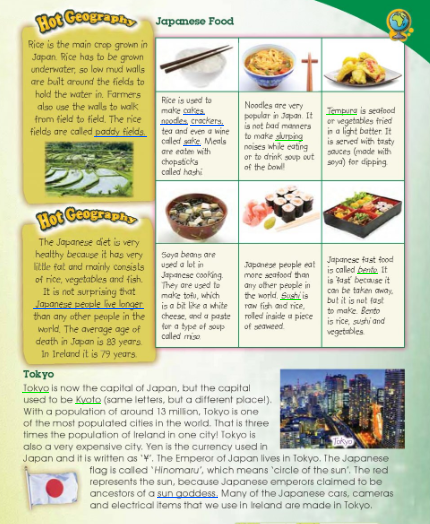 Hot Geography
Rice is the main crop grown in
Japan. Rice has to be grown
underwater, so low mud walls
are built around the fields to
hold the water in. Farmers
also use the walls to walk
from field to field. The rice
fields are called paddy fields.
Hot Geography
The Japanese diet is very
healthy because it has very
little fat and mainly consists
of rice, vegetables and fish.
It is not surprising that
Japanese people live longer
than any other people in the
world. The average age of
death in Japan is 83 years.
In Ireland it is 79 years.
Japanese Food
Rice is used to
make cakes,
noodles, crackers,
tea and even a wine
called sake. Meals
are eaten with
chopsticks
called hashi.
Noodles are very
popular in Japan. It
is not bad manners
to make slurping
noises while eating
or to drink soup out
of the bowl!
Tempura is seafood
or vegetables fried
in a light batter. It
is served with tasty
sauces (made with
soya) for dipping.
Soya beans are
used a lot in
Japanese cooking.
They are used to
make tofu, which
is a bit like a white
cheese, and a paste
for a type of soup
called miso
Japanese people eat
more seafood than
any other people in
the world. Sushi is
raw fish and rice,
rolled inside a piece
of seaweed.
Japanese fast food
is called bento. It
is 'fast' because it
can be taken away,
but it is not fast
to make. Bento
is rice, sushi and
vegetables.
Tokyo
Tokyo is now the capital of Japan, but the capital
used to be Kyoto (same letters, but a different place!).
With a population of around 13 million, Tokyo is
one of the most populated cities in the world. That is three
times the population of Ireland in one city! Tokyo is
also a very expensive city. Yen is the currency used in
Japan and it is written as '¥'. The Emperor of Japan lives in Tokyo. The Japanese
flag is called 'Hinomaru', which means 'circle of the sun'. The red
represents the sun, because Japanese emperors claimed to be
ancestors of a sun goddess. Many of the Japanese cars, cameras
and electrical items that we use in Ireland are made in Tokyo.
Tokyo